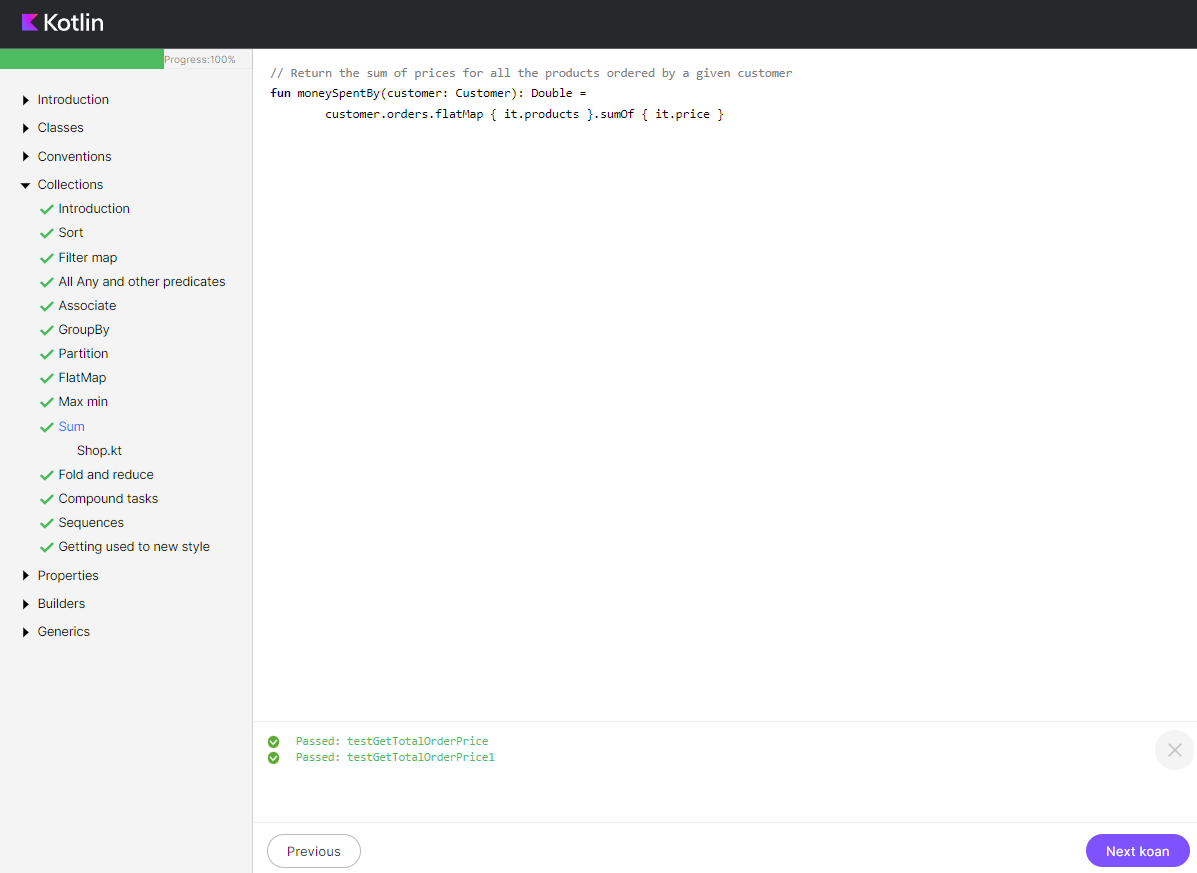 Kotlin
Progress:100%
Introduction
Classes
Conventions
Collections
Introduction
Sort
Filter map
All Any and other predicates
Associate
GroupBy
Partition
FlatMap
Max min
Sum
Shop.kt
Fold and reduce
Compound tasks
Sequences
Getting used to new style
Properties
Builders
Generics
// Return the sum of prices for all the products ordered by a given customer
fun moneySpentBy(customer: Customer): Double =
        customer.orders.flatMap { it.products }.sumOf { it.price }
Passed: testGetTotalOrderPrice
Passed: testGetTotalOrderPrice1
Previous
Next koan